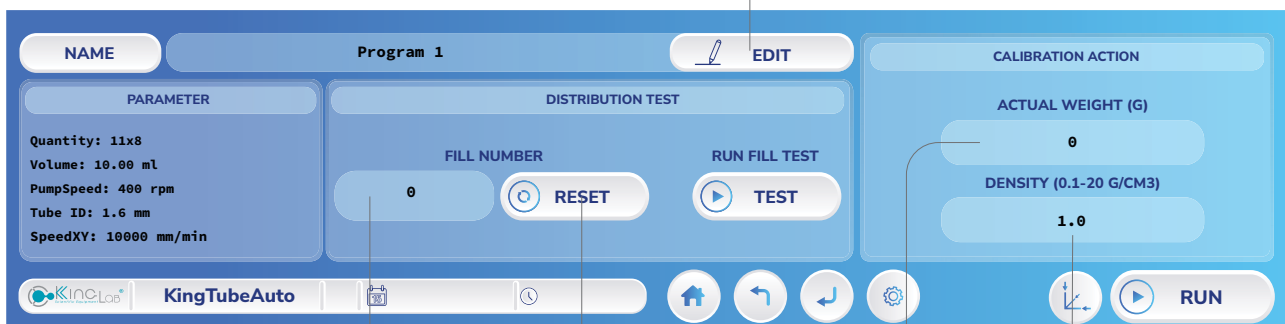 NAME
Program 1
EDIT
CALIBRATION ACTION
PARAMETER
Quantity: 11x8
Volume: 10.00 ml
PumpSpeed: 400 rpm
Tube ID: 1.6 mm
SpeedXY: 10000 mm/min
DISTRIBUTION TEST
FILL NUMBER
0
RESET
RUN FILL TEST
TEST
ACTUAL WEIGHT (G)
0
DENSITY (0.1-20 G/CM3)
1.0
KingLab
KingTubeAuto
RUN